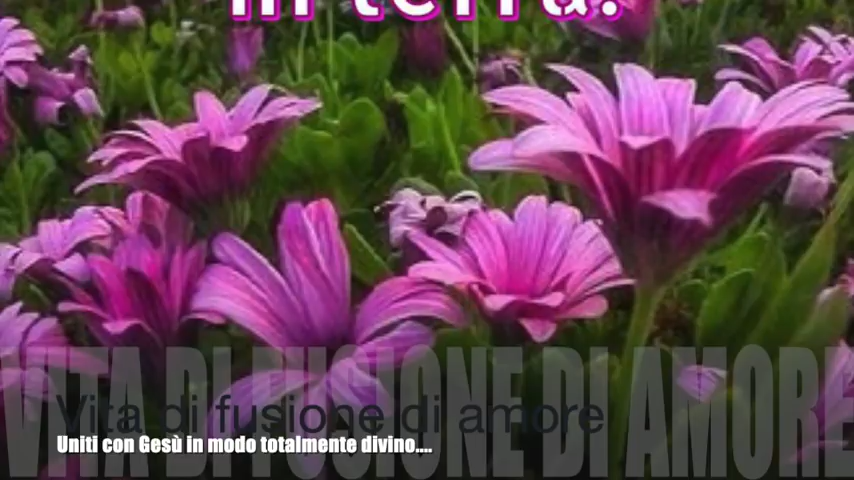 in terra!
VITA DI FUSIONE DI AMORE
Vita di fusione di amore
Uniti con Gesù in modo totalmente divino....